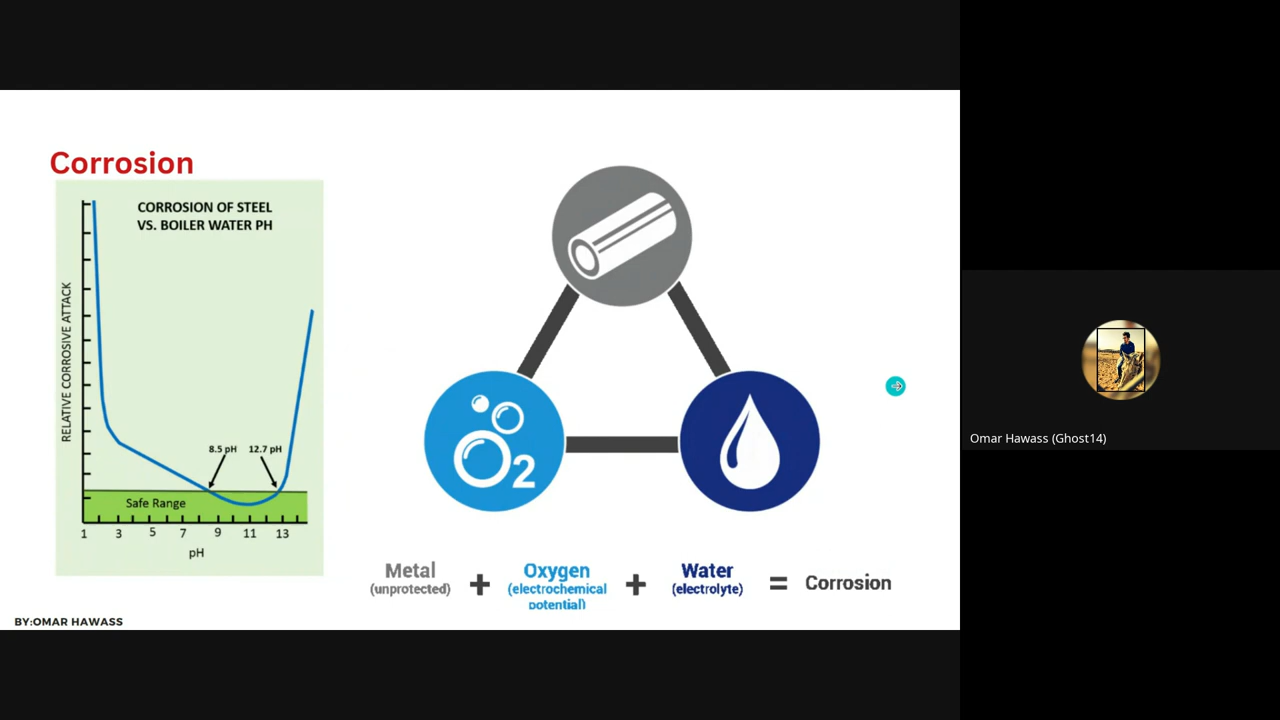 Corrosion
CORROSION OF STEEL
VS. BOILER WATER PH
RELATIVE CORROSIVE ATTACK
8.5 pH
12.7 pH
Safe Range
1 3 5 7 9 11 13
pH
2
Metal
(unprotected)
+
Oxygen
(electrochemical
potential)
+
Water
(electrolyte)
=
Corrosion
BY:OMAR HAWASS
Omar Hawass (Ghost14)